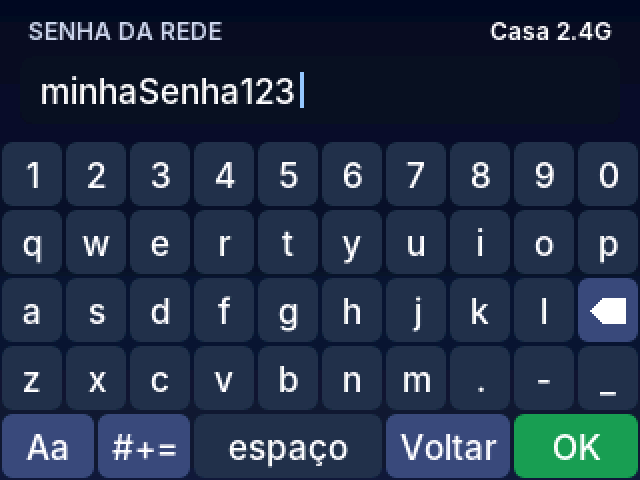 SENHA DA REDE Casa 2.4G
minhaSenha123
1 2 3 4 5 6 7 8 9 0
q w e r t y u i o p
a s d f g h j k l
z x c v b n m . - _
Aa #+= espaço Voltar OK